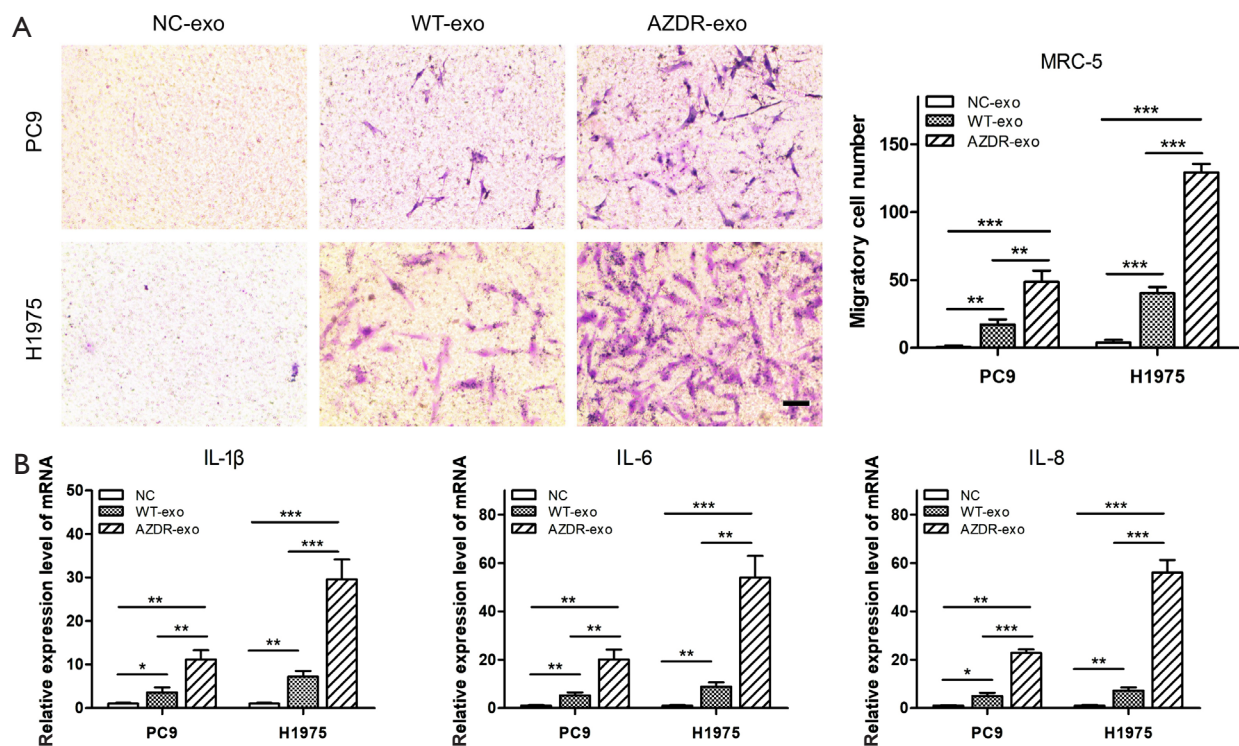 A
NC-exo
WT-exo
AZDR-exo
PC9
H1975
MRC-5
Migratory cell number
150
100
50
0
NC-exo
WT-exo
AZDR-exo
***
**
**
***
***
***
PC9
H1975
B
IL-1β
Relative expression level of mRNA
50
40
30
20
10
0
NC
WT-exo
AZDR-exo
**
**
*
***
***
**
PC9
H1975
IL-6
Relative expression level of mRNA
80
60
40
20
0
NC
WT-exo
AZDR-exo
**
**
**
***
**
**
PC9
H1975
IL-8
Relative expression level of mRNA
80
60
40
20
0
NC
WT-exo
AZDR-exo
**
***
*
***
***
**
PC9
H1975